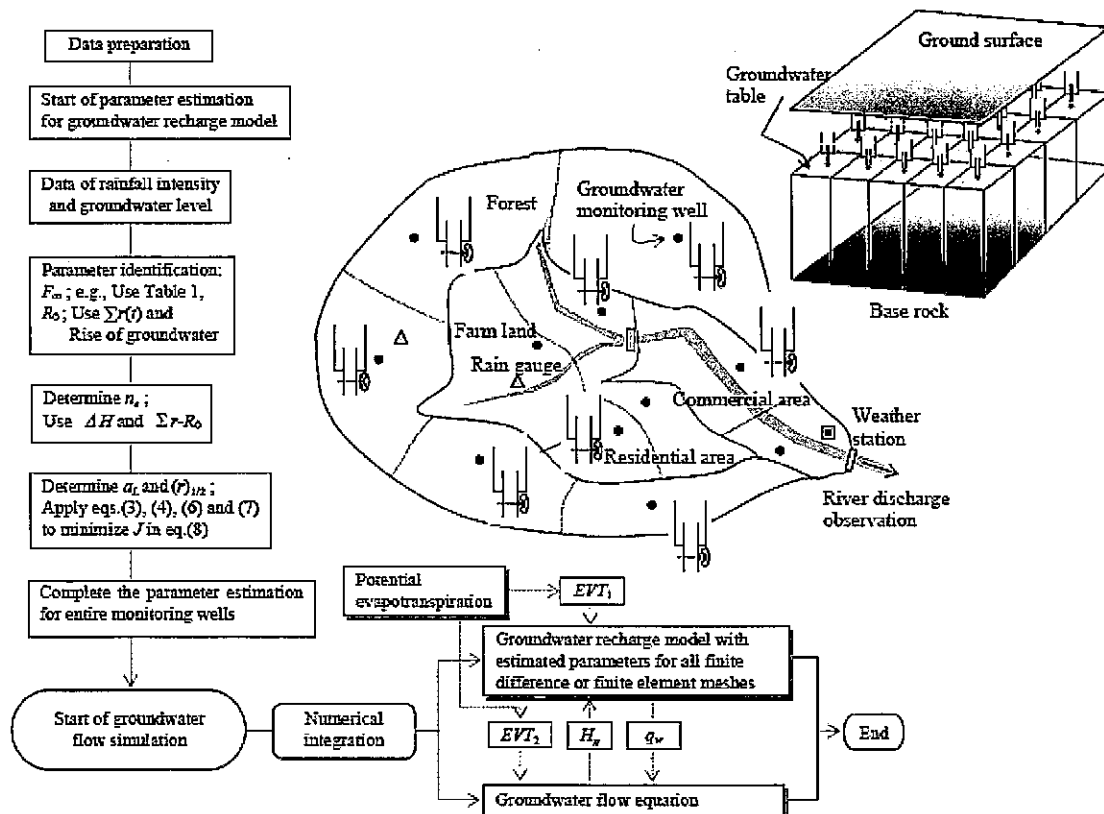 Data preparation
Start of parameter estimation
for groundwater recharge model
Data of rainfall intensity
and groundwater level
Parameter identification;
F∞ ; e.g., Use Table 1,
R₀ ; Use ∑r(t) and
Rise of groundwater
Determine nₑ ;
Use ΔH and Σr-R₀
Determine a_L and (r)₁/₂ ;
Apply eqs.(3), (4), (6) and (7)
to minimize J in eq.(8)
Complete the parameter estimation
for entire monitoring wells
Start of groundwater
flow simulation
Numerical
integration
Potential
evapotranspiration
EVT₁
Groundwater recharge model with
estimated parameters for all finite
difference or finite element meshes
EVT₂
Hₙ
q_w
Groundwater flow equation
End
Forest
Groundwater
monitoring well
Farm land
Rain gauge
Commercial area
Residential area
Weather
station
River discharge
observation
Ground surface
Groundwater
table
Base rock